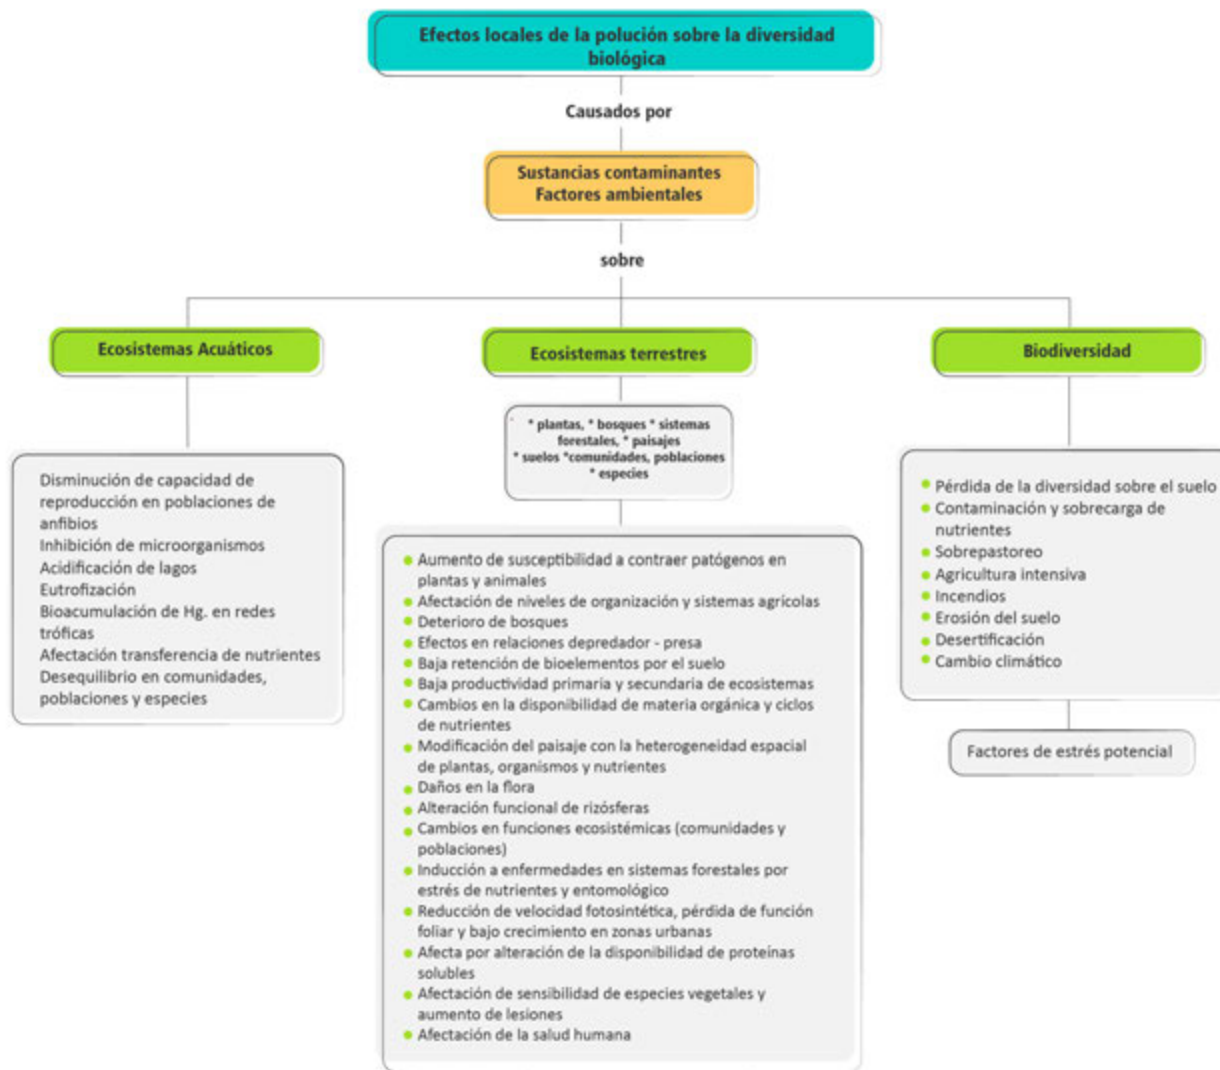 Efectos locales de la polución sobre la diversidad
biológica
Causados por
Sustancias contaminantes
Factores ambientales
sobre
Ecosistemas Acuáticos
Disminución de capacidad de
reproducción en poblaciones de
anfibios
Inhibición de microorganismos
Acidificación de lagos
Eutrofización
Bioacumulación de Hg. en redes
tróficas
Afectación transferencia de nutrientes
Desequilibrio en comunidades,
poblaciones y especies
Ecosistemas terrestres
* plantas, * bosques * sistemas
forestales, * paisajes
* suelos *comunidades, poblaciones
* especies
Aumento de susceptibilidad a contraer patógenos en
plantas y animales
Afectación de niveles de organización y sistemas agrícolas
Deterioro de bosques
Efectos en relaciones depredador - presa
Baja retención de bioelementos por el suelo
Baja productividad primaria y secundaria de ecosistemas
Cambios en la disponibilidad de materia orgánica y ciclos
de nutrientes
Modificación del paisaje con la heterogeneidad espacial
de plantas, organismos y nutrientes
Daños en la flora
Alteración funcional de rizósferas
Cambios en funciones ecosistémicas (comunidades y
poblaciones)
Inducción a enfermedades en sistemas forestales por
estrés de nutrientes y entomológico
Reducción de velocidad fotosintética, pérdida de función
foliar y bajo crecimiento en zonas urbanas
Afecta por alteración de la disponibilidad de proteínas
solubles
Afectación de sensibilidad de especies vegetales y
aumento de lesiones
Afectación de la salud humana
Biodiversidad
Pérdida de la diversidad sobre el suelo
Contaminación y sobrecarga de
nutrientes
Sobrepastoreo
Agricultura intensiva
Incendios
Erosión del suelo
Desertificación
Cambio climático
Factores de estrés potencial